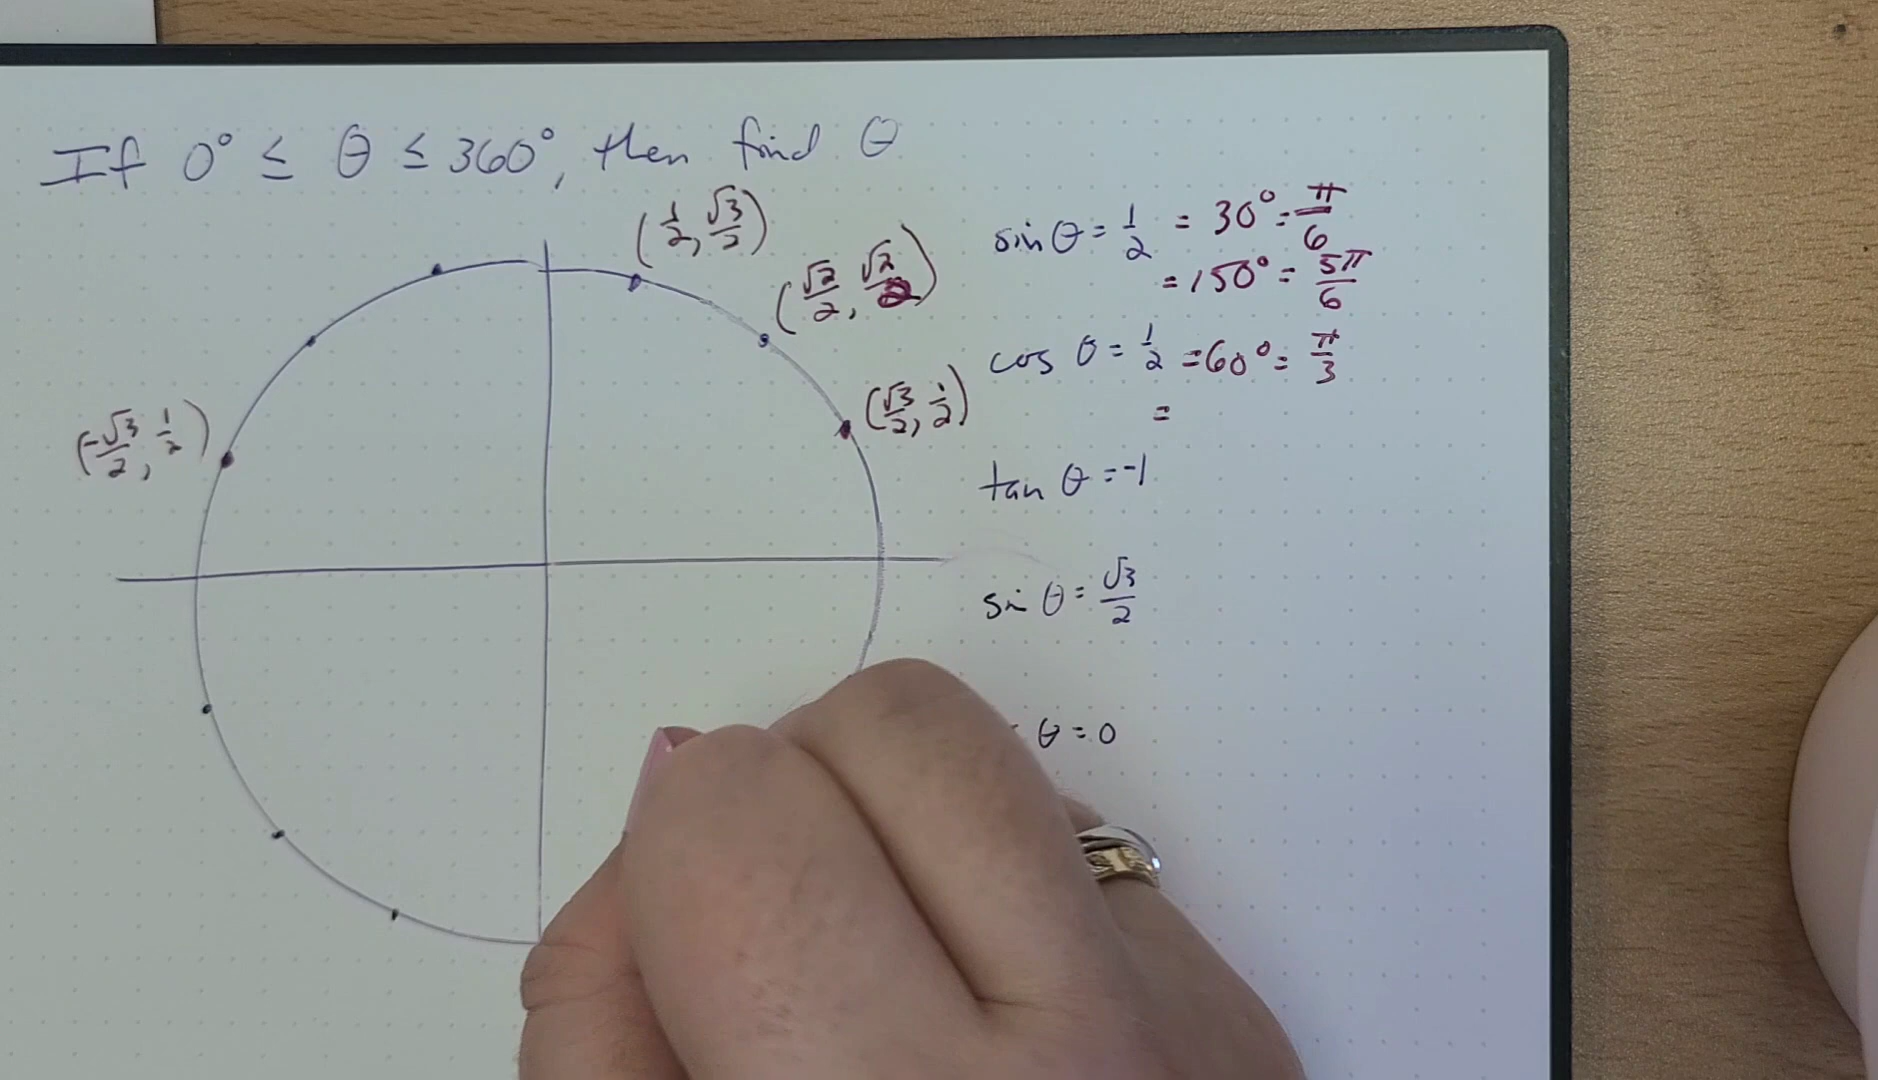 If 0° ≤ θ ≤ 360°, then find θ
(1/2, √3/2)
(√2/2, √2/2)
(√3/2, 1/2)
(-√3/2, 1/2)
sin θ = 1/2 = 30° = π/6
= 150° = 5π/6
cos θ = 1/2 = 60° = π/3
=
tan θ = -1
sin θ = √3/2
θ = 0